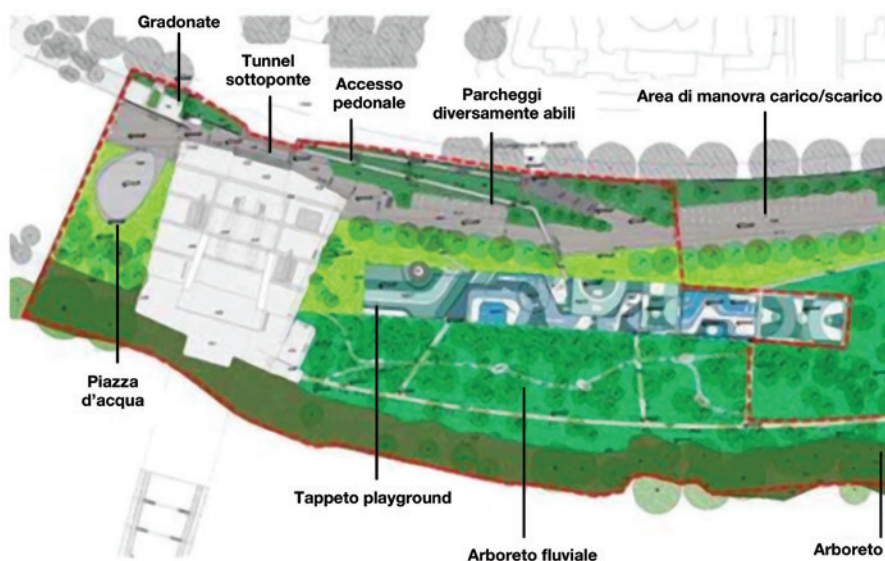 Gradonate
Tunnel
sottoponte
Accesso
pedonale
Parcheggi
diversamente abili
Area di manovra carico/scarico
Piazza
d'acqua
Tappeto playground
Arboreto fluviale
Arboreto